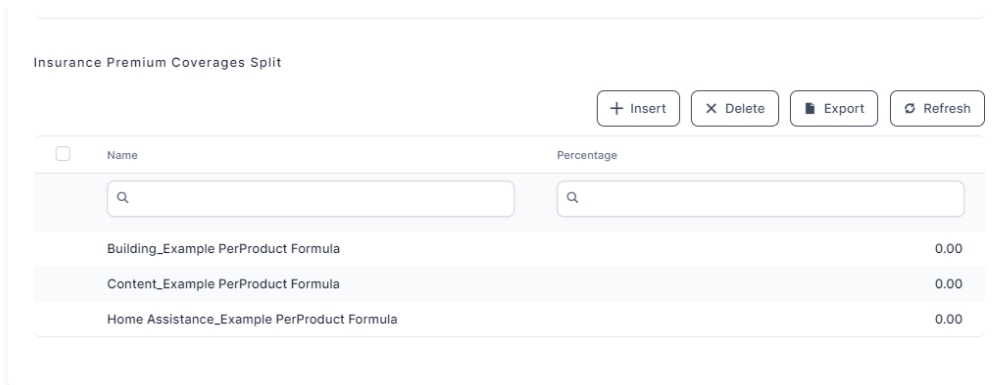 Insurance Premium Coverages Split
Insert Delete Export Refresh
Name Percentage
Building_Example PerProduct Formula 0.00
Content_Example PerProduct Formula 0.00
Home Assistance_Example PerProduct Formula 0.00